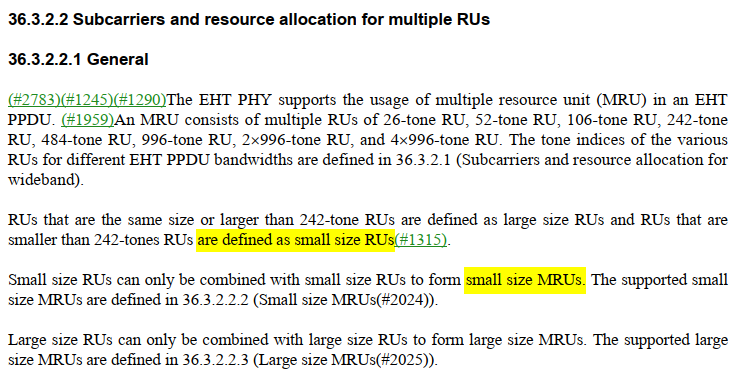 36.3.2.2 Subcarriers and resource allocation for multiple RUs
36.3.2.2.1 General
(#2783)(#1245)(#1290)The EHT PHY supports the usage of multiple resource unit (MRU) in an EHT
PPDU. (#1959)An MRU consists of multiple RUs of 26-tone RU, 52-tone RU, 106-tone RU, 242-tone
RU, 484-tone RU, 996-tone RU, 2×996-tone RU, and 4×996-tone RU. The tone indices of the various
RUs for different EHT PPDU bandwidths are defined in 36.3.2.1 (Subcarriers and resource allocation for
wideband).
RUs that are the same size or larger than 242-tone RUs are defined as large size RUs and RUs that are
smaller than 242-tones RUs are defined as small size RUs(#1315).
Small size RUs can only be combined with small size RUs to form small size MRUs. The supported small
size MRUs are defined in 36.3.2.2.2 (Small size MRUs(#2024)).
Large size RUs can only be combined with large size RUs to form large size MRUs. The supported large
size MRUs are defined in 36.3.2.2.3 (Large size MRUs(#2025)).